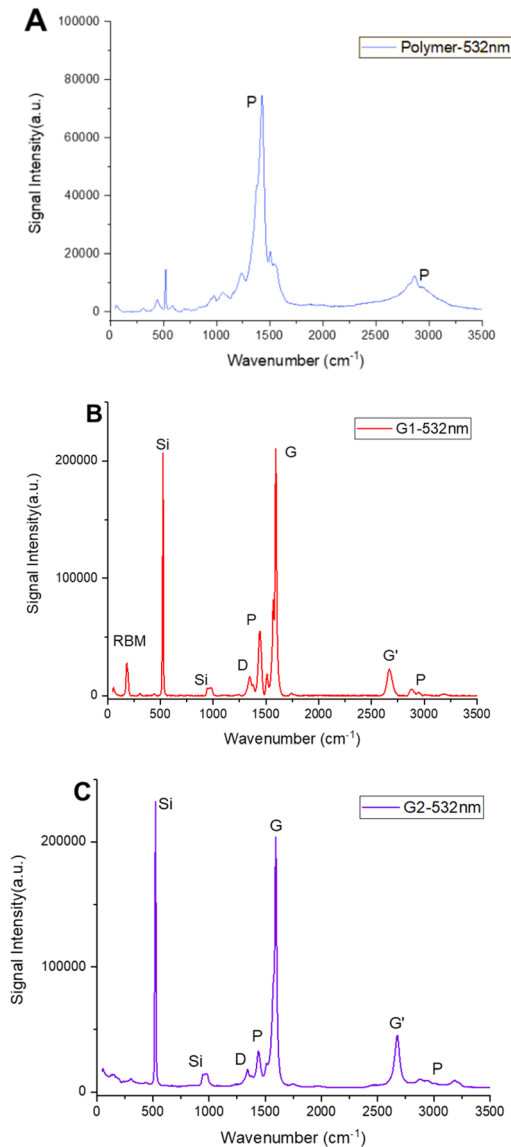 A
100000
80000
60000
40000
20000
0
Signal Intensity(a.u.)
Polymer-532nm
P
P
0 500 1000 1500 2000 2500 3000 3500
Wavenumber (cm-1)
B
200000
100000
0
Signal Intensity(a.u.)
G1-532nm
Si
G
RBM
Si
D
P
G'
P
0 500 1000 1500 2000 2500 3000 3500
Wavenumber (cm-1)
C
200000
100000
0
Signal Intensity(a.u.)
G2-532nm
Si
G
Si
D
P
G'
P
0 500 1000 1500 2000 2500 3000 3500
Wavenumber (cm-1)